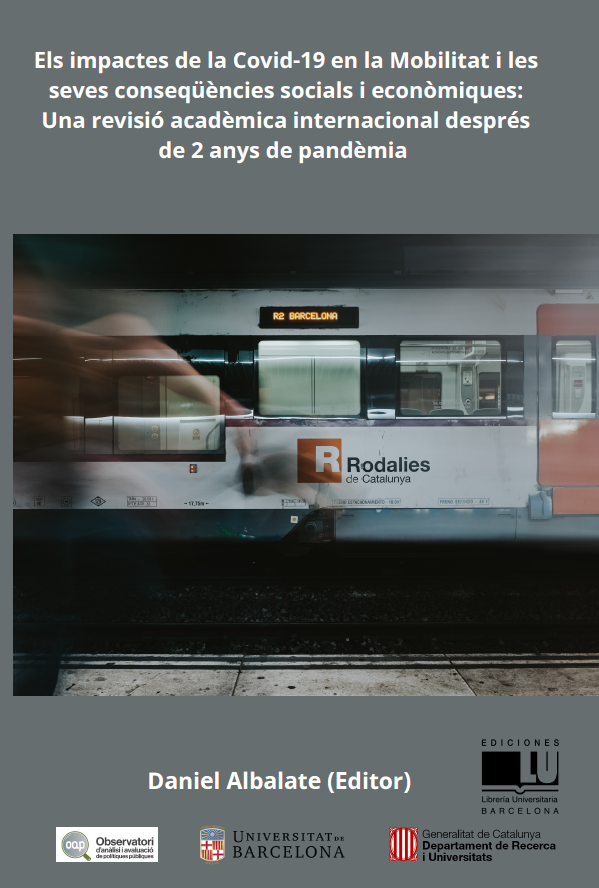 Els impactes de la Covid-19 en la Mobilitat i les
seves conseqüències socials i econòmiques:
Una revisió acadèmica internacional després
de 2 anys de pandèmia
R2 BARCELONA
R Rodalies
de Catalunya
Daniel Albalate (Editor)
EDICIONES
LU
Librería Universitaria
BARCELONA
oap Observatori
d'anàlisi i avaluació
de polítiques públiques
UNIVERSITAT DE
BARCELONA
Generalitat de Catalunya
Departament de Recerca
i Universitats